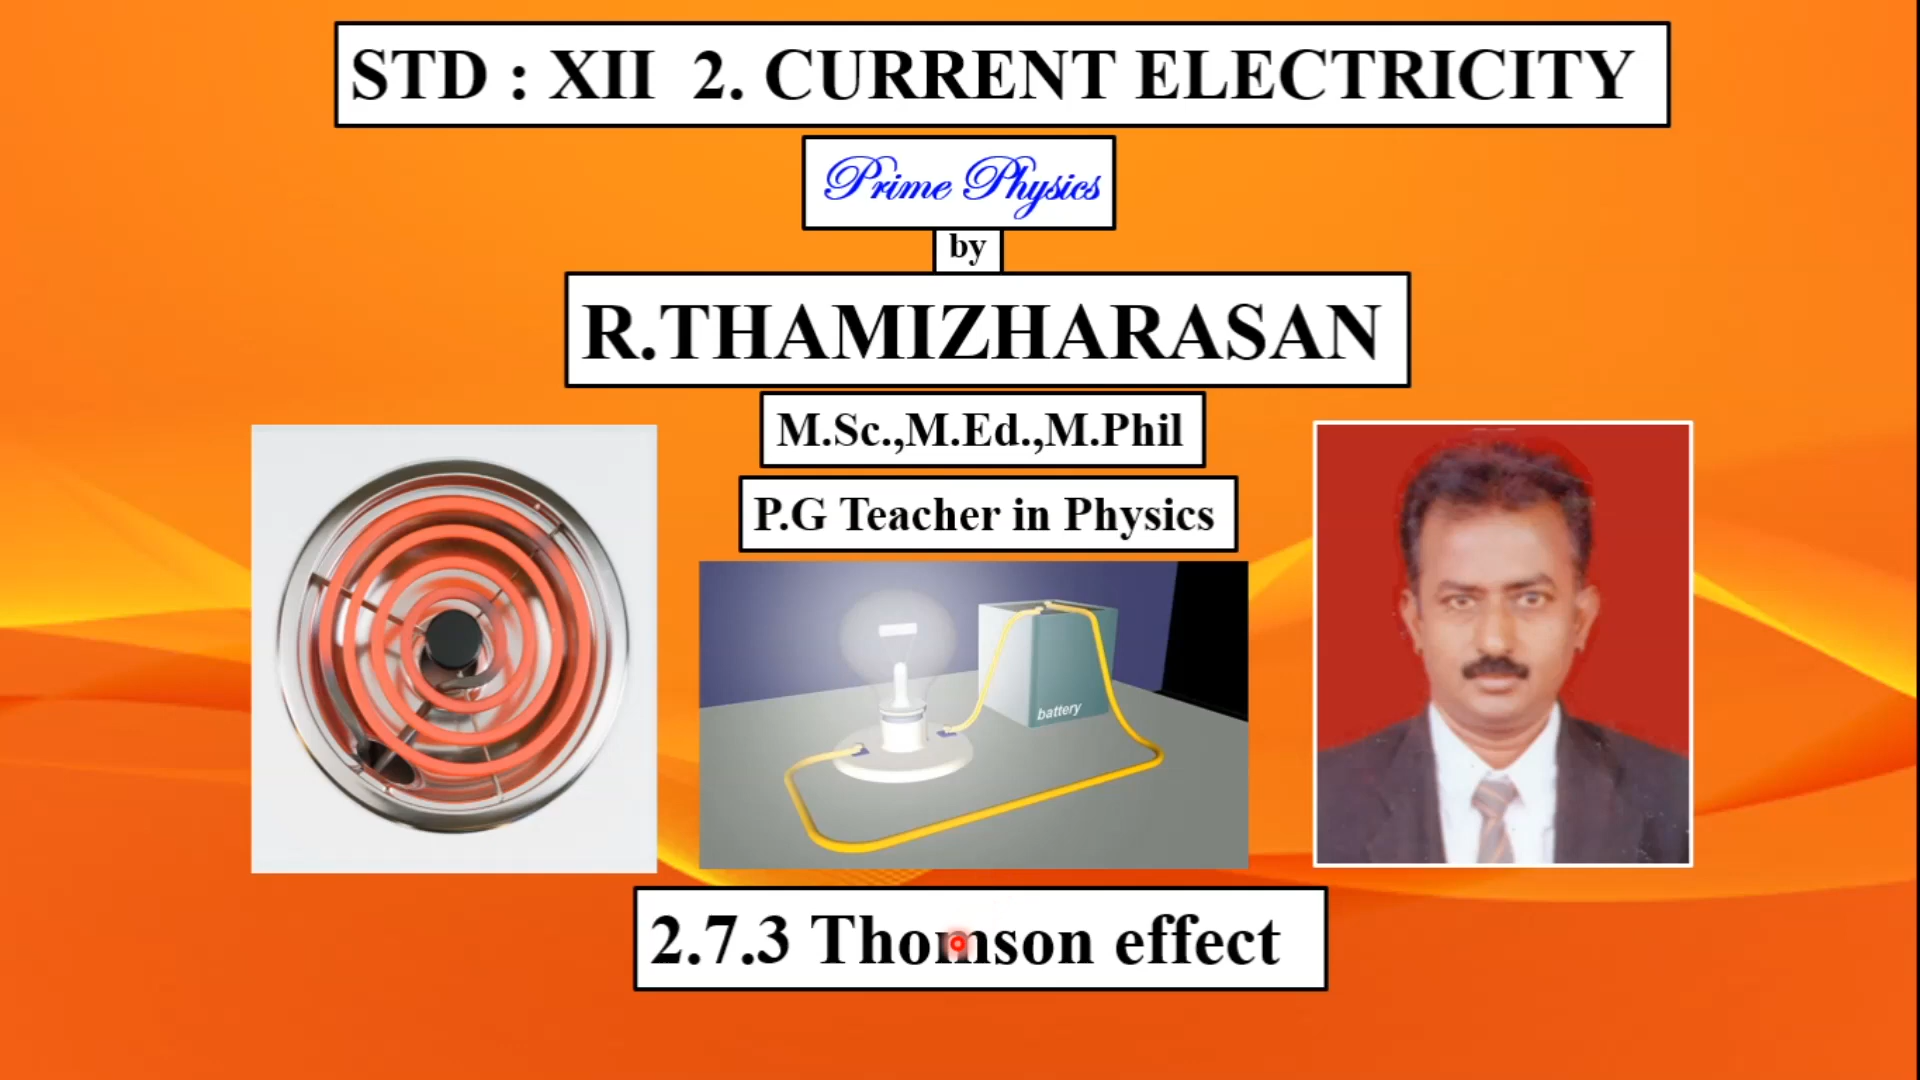 STD : XII 2. CURRENT ELECTRICITY
Prime Physics
by
R.THAMIZHARASAN
M.Sc.,M.Ed.,M.Phil
P.G Teacher in Physics
battery
2.7.3 Thomson effect